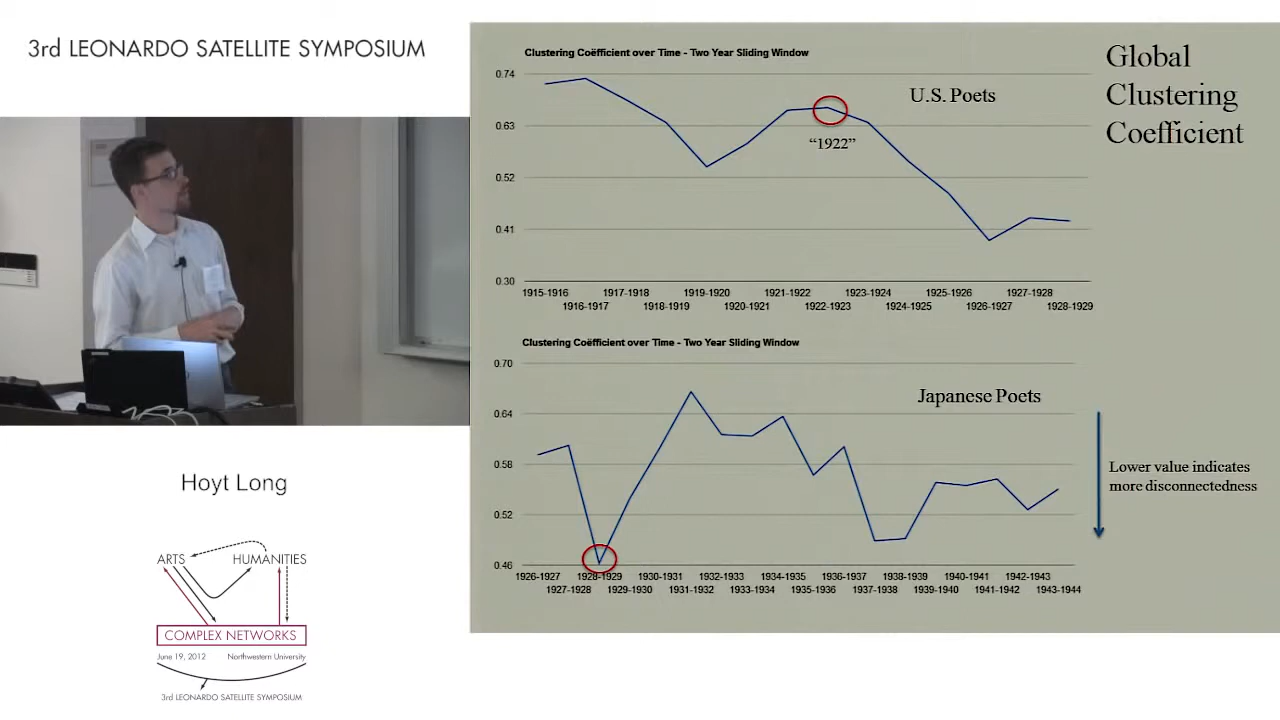 3rd LEONARDO SATELLITE SYMPOSIUM
Hoyt Long
ARTS
HUMANITIES
COMPLEX NETWORKS
June 19, 2012 Northwestern University
3rd LEONARDO SATELLITE SYMPOSIUM
Global
Clustering
Coefficient
Clustering Coëfficient over Time - Two Year Sliding Window
U.S. Poets
"1922"
0.74
0.63
0.52
0.41
0.30
1915-1916 1917-1918 1919-1920 1921-1922 1923-1924 1925-1926 1927-1928
1916-1917 1918-1919 1920-1921 1922-1923 1924-1925 1926-1927 1928-1929
Clustering Coëfficient over Time - Two Year Sliding Window
Japanese Poets
0.70
0.64
0.58
0.52
0.46
1926-1927 1928-1929 1930-1931 1932-1933 1934-1935 1936-1937 1938-1939 1940-1941 1942-1943
1927-1928 1929-1930 1931-1932 1933-1934 1935-1936 1937-1938 1939-1940 1941-1942 1943-1944
Lower value indicates
more disconnectedness